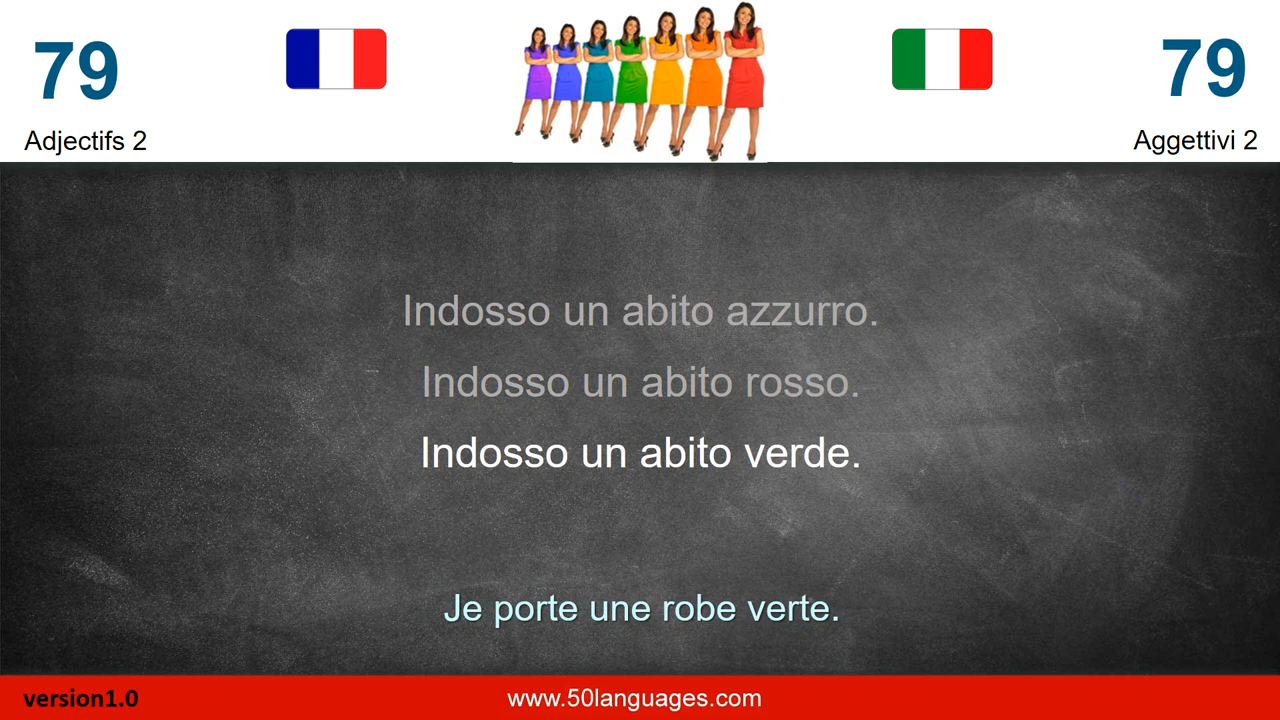 79
79
Adjectifs 2
Aggettivi 2
Indosso un abito azzurro.
Indosso un abito rosso.
Indosso un abito verde.
Je porte une robe verte.
version1.0
www.50languages.com